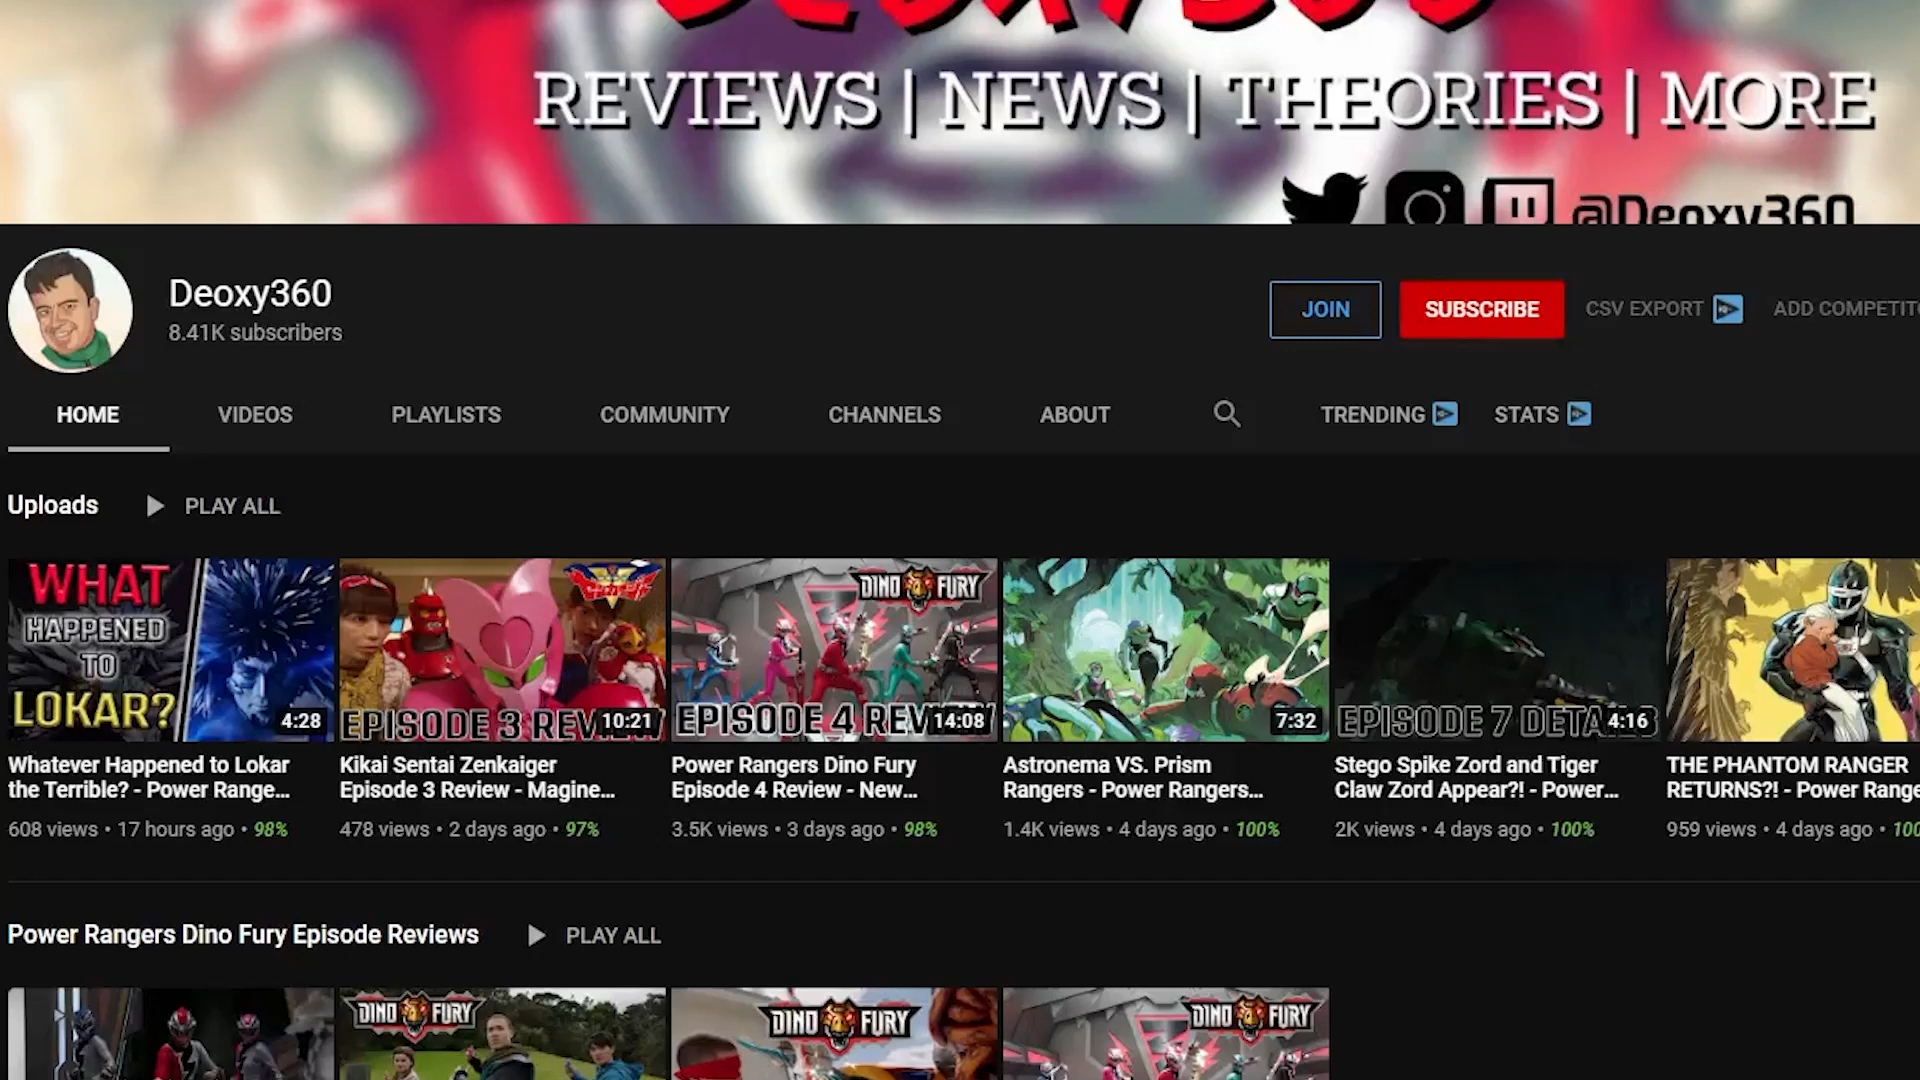 REVIEWS | NEWS | THEORIES | MORE
@Deoxy360
Deoxy360
8.41K subscribers
JOIN
SUBSCRIBE
CSV EXPORT
HOME
VIDEOS
PLAYLISTS
COMMUNITY
CHANNELS
ABOUT
TRENDING
STATS
Uploads
PLAY ALL
WHAT
HAPPENED
TO
LOKAR?
4:28
EPISODE 3
10:21
DINO FURY
EPISODE 4
14:08
7:32
EPISODE 7
4:16
Whatever Happened to Lokar
the Terrible? - Power Range...
608 views • 17 hours ago • 98%
Kikai Sentai Zenkaiger
Episode 3 Review - Magine...
478 views • 2 days ago • 97%
Power Rangers Dino Fury
Episode 4 Review - New...
3.5K views • 3 days ago • 98%
Astronema VS. Prism
Rangers - Power Rangers...
1.4K views • 4 days ago • 100%
Stego Spike Zord and Tiger
Claw Zord Appear?! - Power...
2K views • 4 days ago • 100%
THE PHANTOM RANGER
RETURNS?! - Power Range
959 views • 4 days ago • 100
Power Rangers Dino Fury Episode Reviews
PLAY ALL
DINO FURY
DINO FURY
DINO FURY